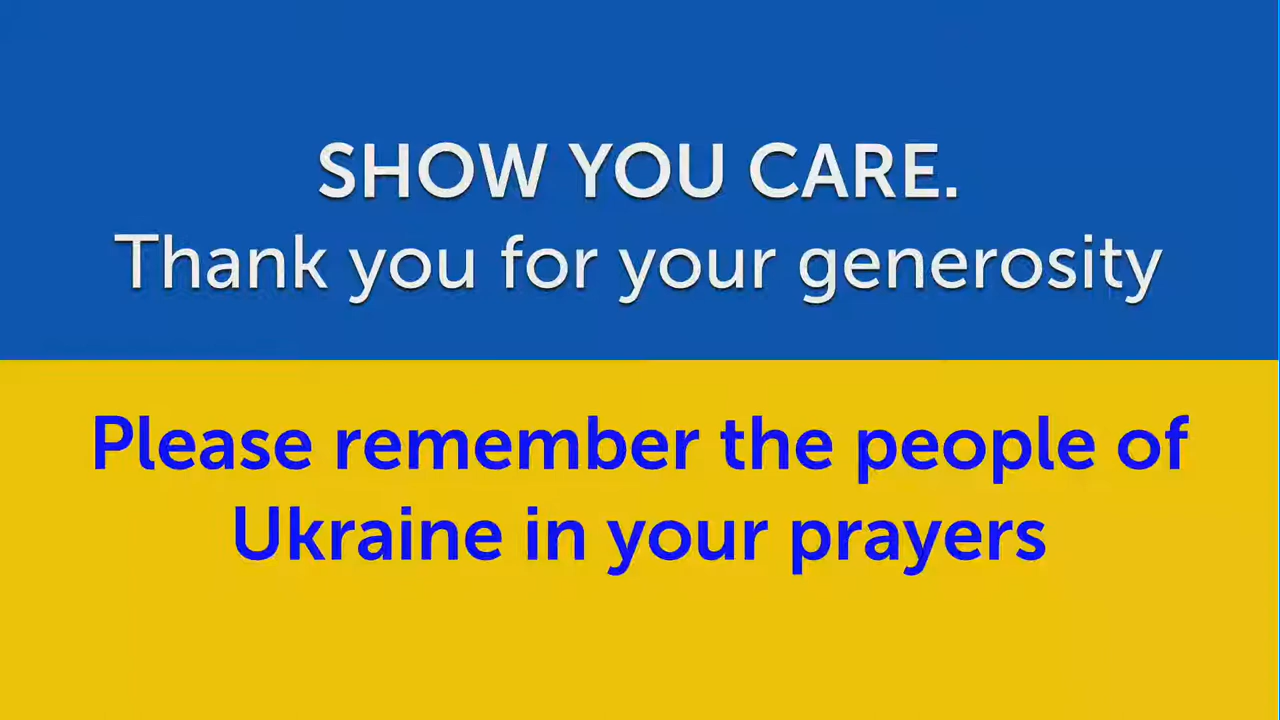 SHOW YOU CARE.
Thank you for your generosity
Please remember the people of
Ukraine in your prayers